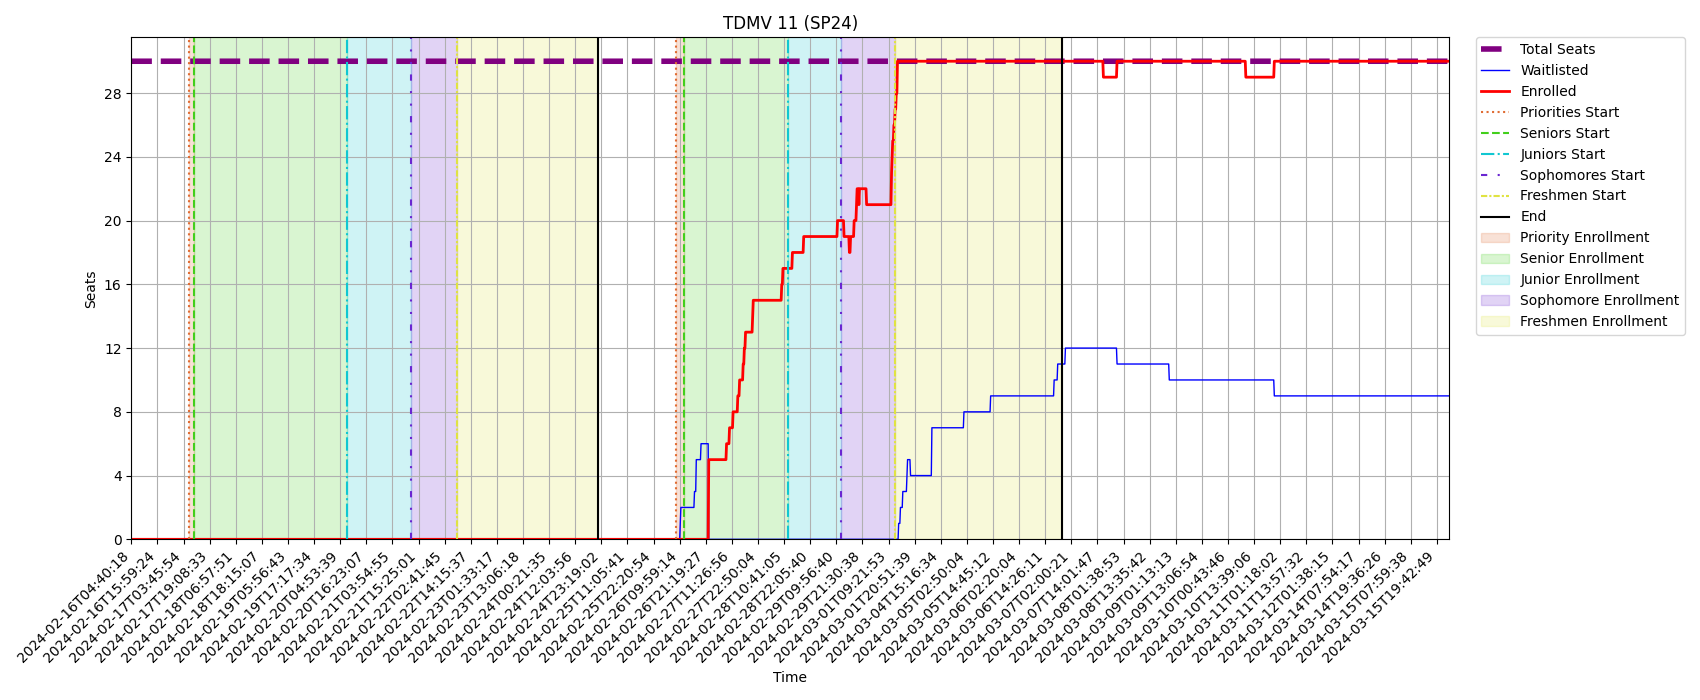 TDMV 11 (SP24)
Seats
28
24
20
16
12
8
4
0
2024-02-16T04:40:18
2024-02-16T15:59:24
2024-02-17T03:45:54
2024-02-17T19:08:33
2024-02-18T06:57:51
2024-02-18T18:15:07
2024-02-19T05:56:43
2024-02-19T17:17:34
2024-02-20T04:53:39
2024-02-20T16:23:07
2024-02-21T03:54:55
2024-02-21T15:25:01
2024-02-22T02:41:45
2024-02-22T14:15:37
2024-02-23T01:33:17
2024-02-23T13:06:18
2024-02-24T00:21:35
2024-02-24T12:03:56
2024-02-24T23:19:02
2024-02-25T11:05:41
2024-02-25T22:20:54
2024-02-26T09:59:14
2024-02-26T21:19:27
2024-02-27T11:26:56
2024-02-27T22:50:04
2024-02-28T10:41:05
2024-02-28T22:05:40
2024-02-29T09:56:40
2024-02-29T21:30:38
2024-03-01T09:21:53
2024-03-01T20:51:39
2024-03-04T15:16:34
2024-03-05T02:50:04
2024-03-05T14:45:12
2024-03-06T02:20:04
2024-03-06T14:26:11
2024-03-07T02:00:21
2024-03-07T14:01:47
2024-03-08T01:38:53
2024-03-08T13:35:42
2024-03-09T01:13:13
2024-03-09T13:06:54
2024-03-10T00:43:46
2024-03-10T13:39:06
2024-03-11T01:18:02
2024-03-11T13:57:32
2024-03-12T01:38:15
2024-03-14T07:54:17
2024-03-14T19:36:26
2024-03-15T07:59:38
2024-03-15T19:42:49
Time
Total Seats
Waitlisted
Enrolled
Priorities Start
Seniors Start
Juniors Start
Sophomores Start
Freshmen Start
End
Priority Enrollment
Senior Enrollment
Junior Enrollment
Sophomore Enrollment
Freshmen Enrollment